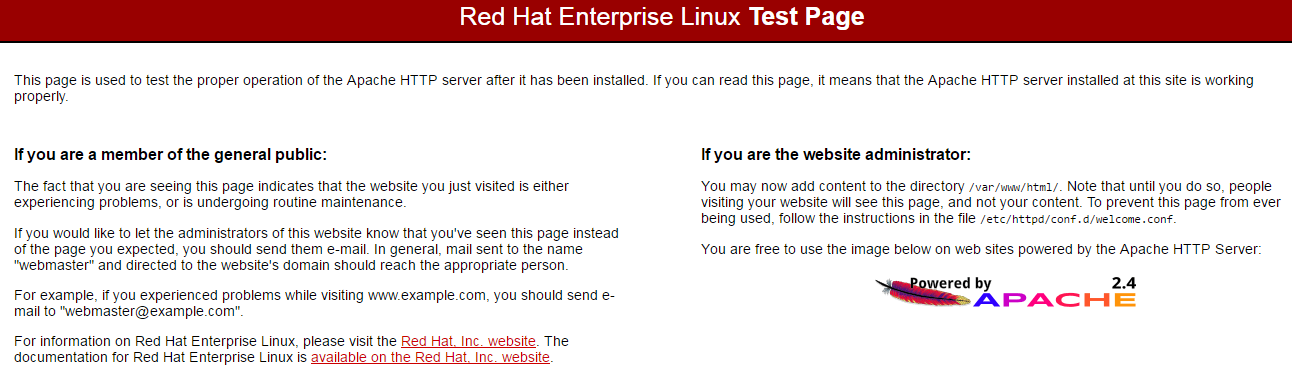 Red Hat Enterprise Linux Test Page
This page is used to test the proper operation of the Apache HTTP server after it has been installed. If you can read this page, it means that the Apache HTTP server installed at this site is working
properly.
If you are a member of the general public:
The fact that you are seeing this page indicates that the website you just visited is either
experiencing problems, or is undergoing routine maintenance.
If you would like to let the administrators of this website know that you've seen this page instead
of the page you expected, you should send them e-mail. In general, mail sent to the name
"webmaster" and directed to the website's domain should reach the appropriate person.
For example, if you experienced problems while visiting www.example.com, you should send e-
mail to "webmaster@example.com".
For information on Red Hat Enterprise Linux, please visit the Red Hat, Inc. website. The
documentation for Red Hat Enterprise Linux is available on the Red Hat, Inc. website.
If you are the website administrator:
You may now add content to the directory /var/www/html/. Note that until you do so, people
visiting your website will see this page, and not your content. To prevent this page from ever
being used, follow the instructions in the file /etc/httpd/conf.d/welcome.conf.
You are free to use the image below on web sites powered by the Apache HTTP Server:
Powered by 2.4
APACHE